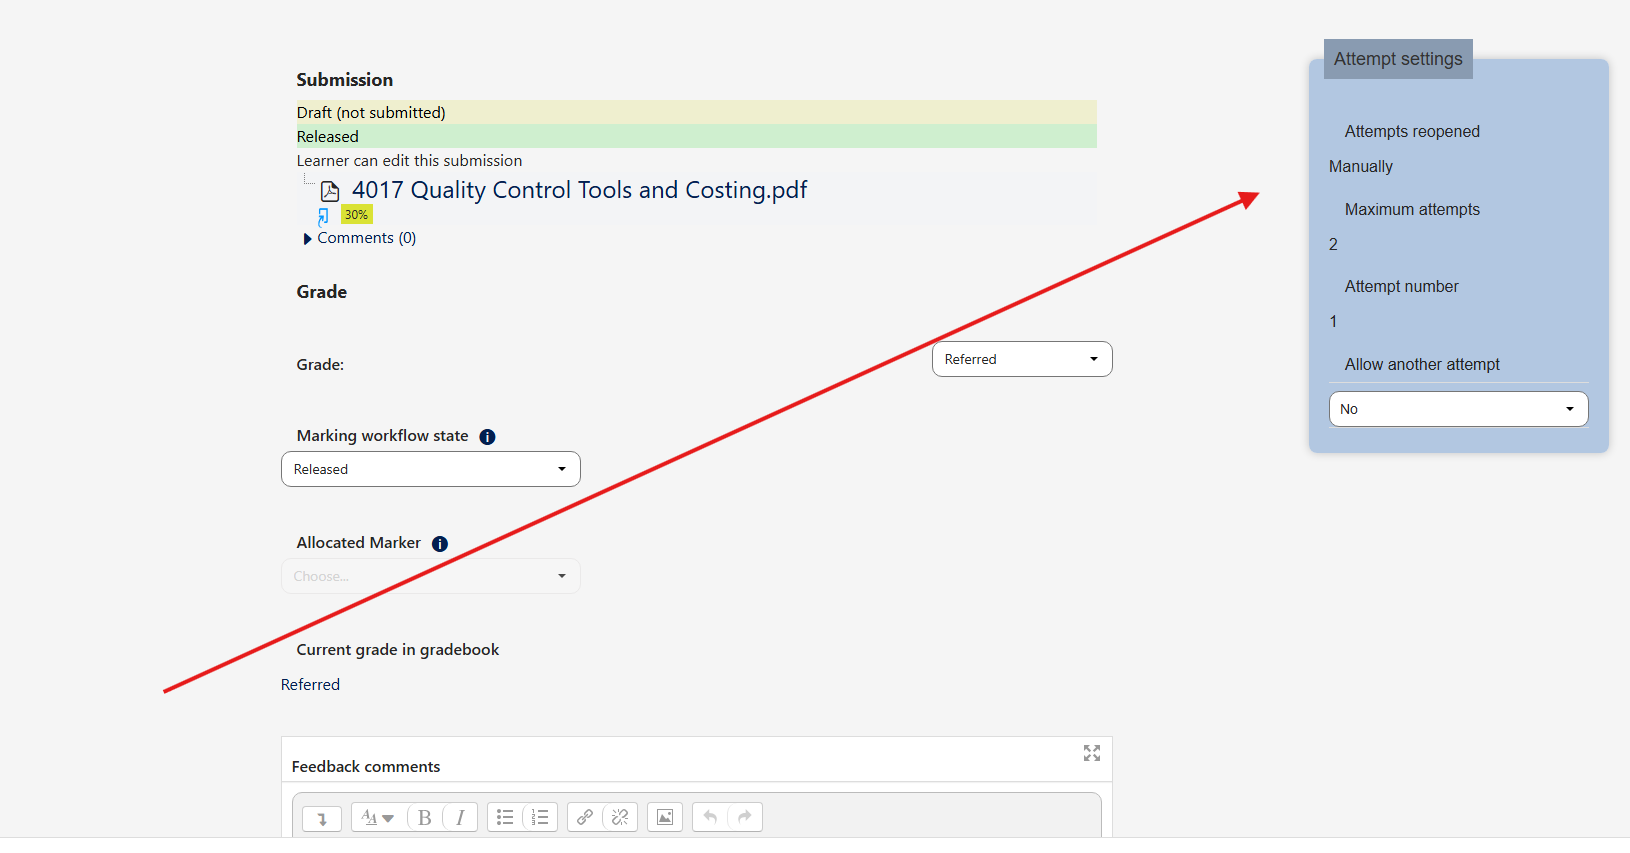 Submission
Draft (not submitted)
Released
Learner can edit this submission
4017 Quality Control Tools and Costing.pdf
30%
Comments (0)
Grade
Grade:
Referred
Marking workflow state
Released
Allocated Marker
Choose...
Current grade in gradebook
Referred
Feedback comments
Attempt settings
Attempts reopened
Manually
Maximum attempts
2
Attempt number
1
Allow another attempt
No